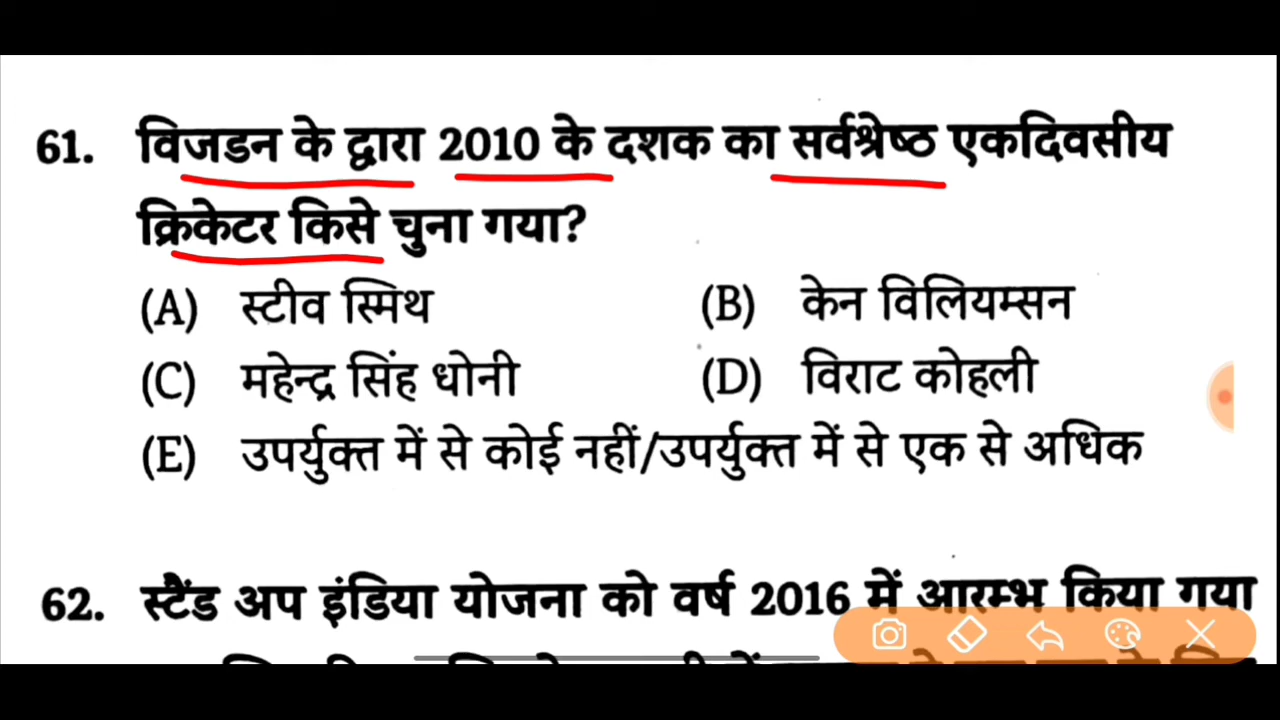 61. विजडन के द्वारा 2010 के दशक का सर्वश्रेष्ठ एकदिवसीय
क्रिकेटर किसे चुना गया?
(A) स्टीव स्मिथ (B) केन विलियम्सन
(C) महेन्द्र सिंह धोनी (D) विराट कोहली
(E) उपर्युक्त में से कोई नहीं/उपर्युक्त में से एक से अधिक
62. स्टैंड अप इंडिया योजना को वर्ष 2016 में आरम्भ किया गया